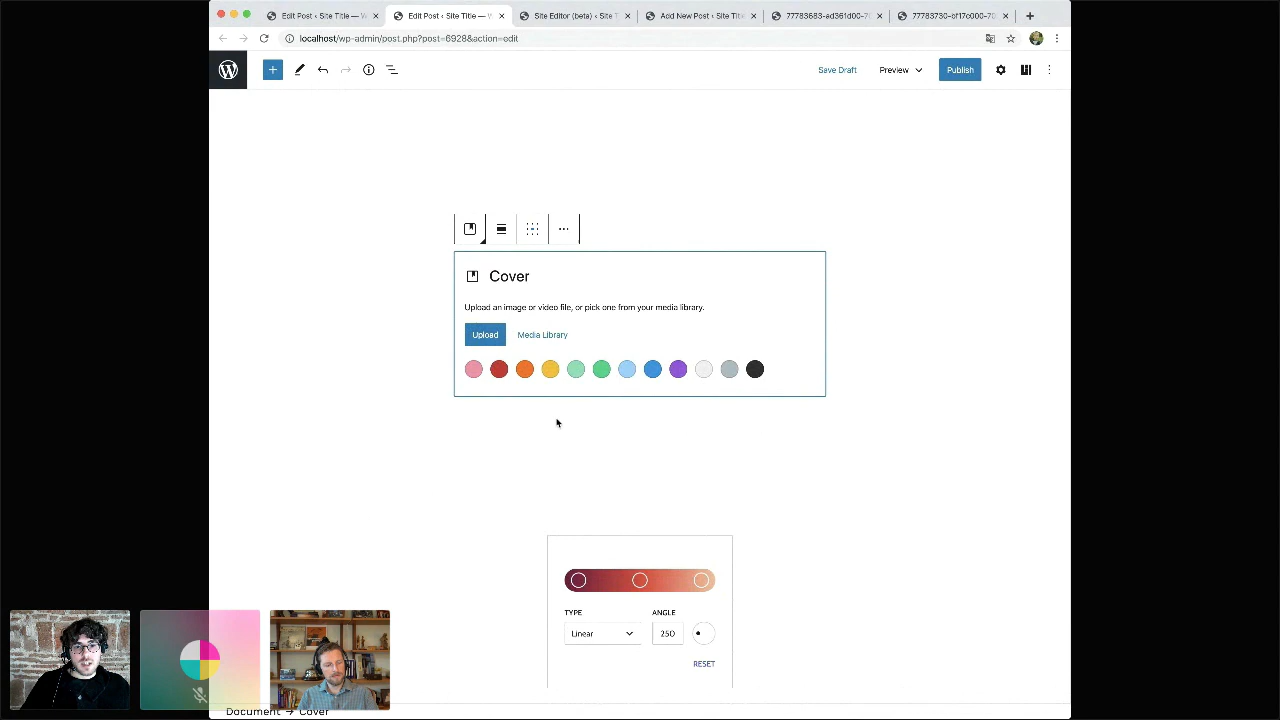 Edit Post ‹ Site Title — W
Edit Post ‹ Site Title — W
Site Editor (beta) ‹ Site T
New Post ‹ Site Title —
localhost/wp-admin/post.php?post=6928&action=edit
Save Draft
Preview
Publish
Cover
Upload an image or video file, or pick one from your media library.
Upload
Media Library
TYPE
ANGLE
Linear
250
RESET
Document → Cover